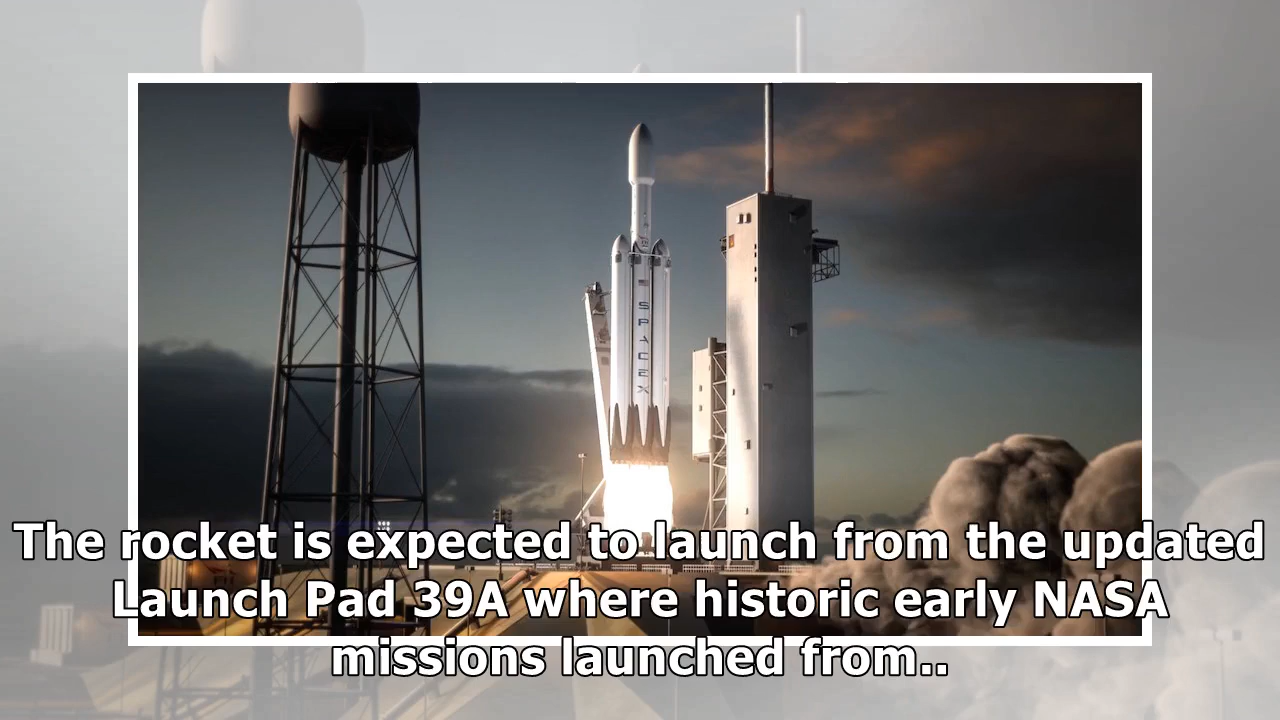 SPACEX
The rocket is expected to launch from the updated
Launch Pad 39A where historic early NASA
missions launched from..